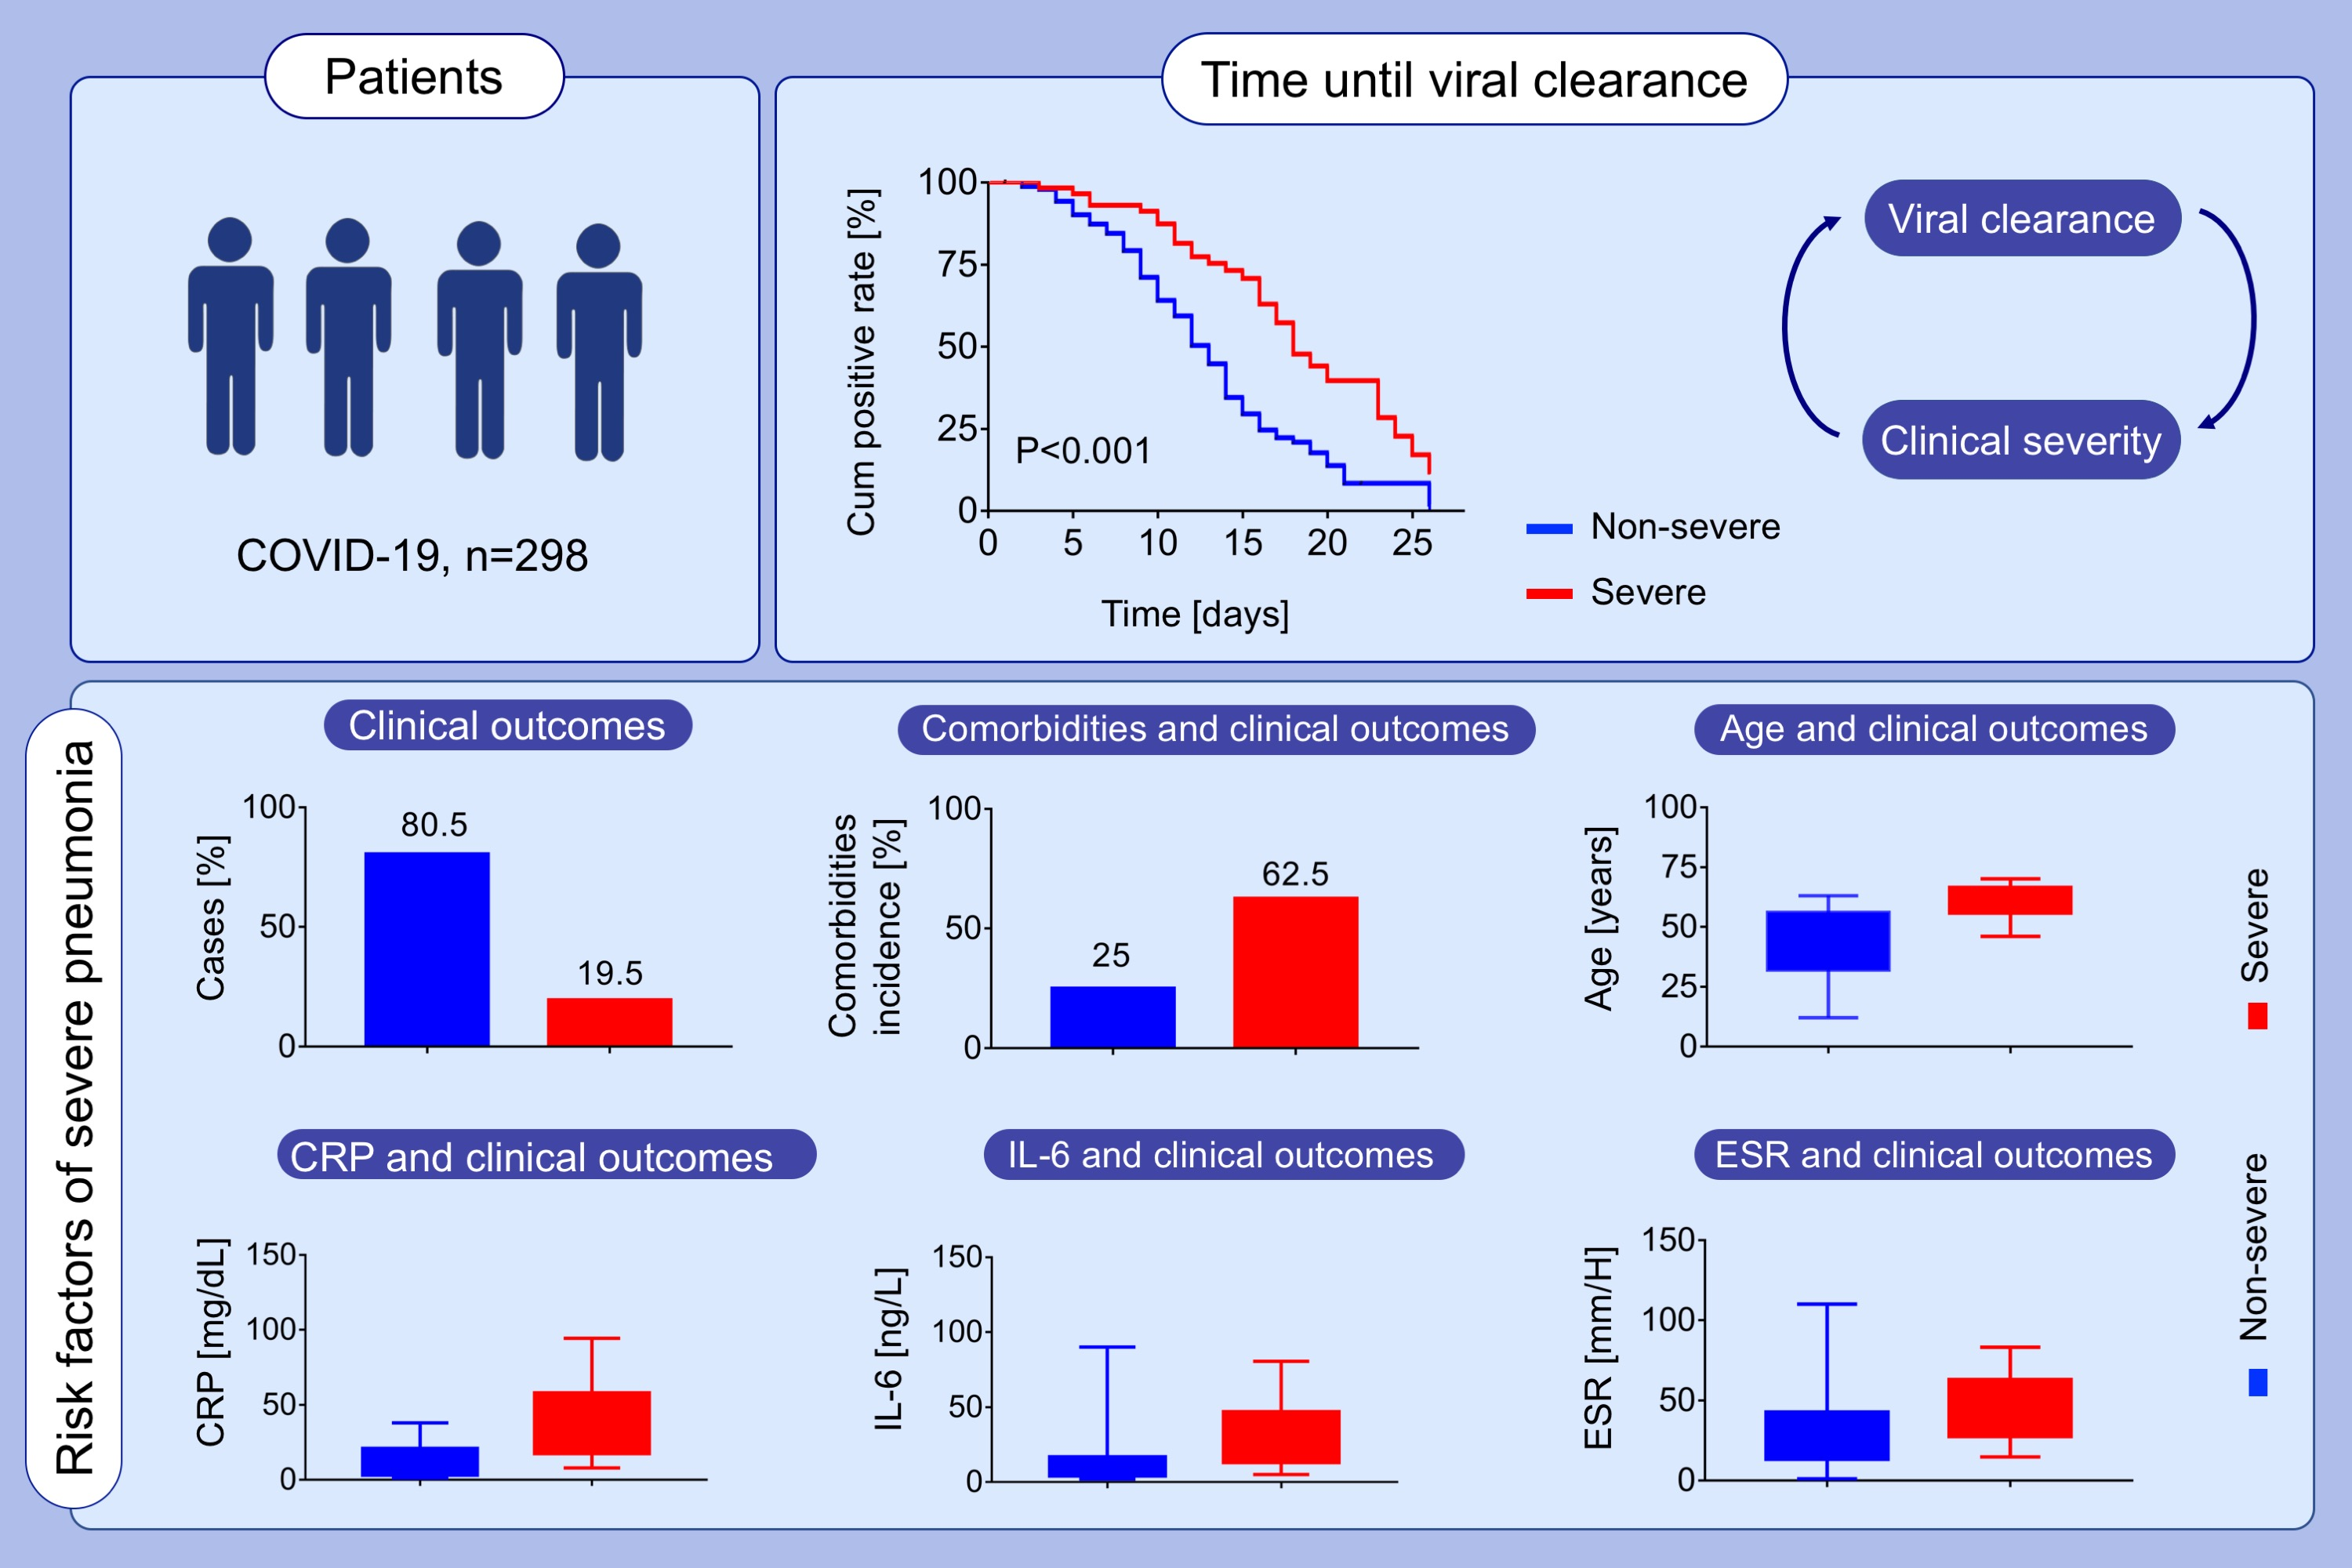 Patients
COVID-19, n=298
Time until viral clearance
Cum positive rate [%]
100
75
50
25
0
P<0.001
0 5 10 15 20 25
Time [days]
Non-severe
Severe
Viral clearance
Clinical severity
Risk factors of severe pneumonia
Clinical outcomes
Cases [%]
100
50
0
80.5
19.5
Comorbidities and clinical outcomes
Comorbidities
incidence [%]
100
50
0
25
62.5
Age and clinical outcomes
Age [years]
100
75
50
25
0
CRP and clinical outcomes
CRP [mg/dL]
150
100
50
0
IL-6 and clinical outcomes
IL-6 [ng/L]
150
100
50
0
ESR and clinical outcomes
ESR [mm/H]
150
100
50
0
Severe
Non-severe